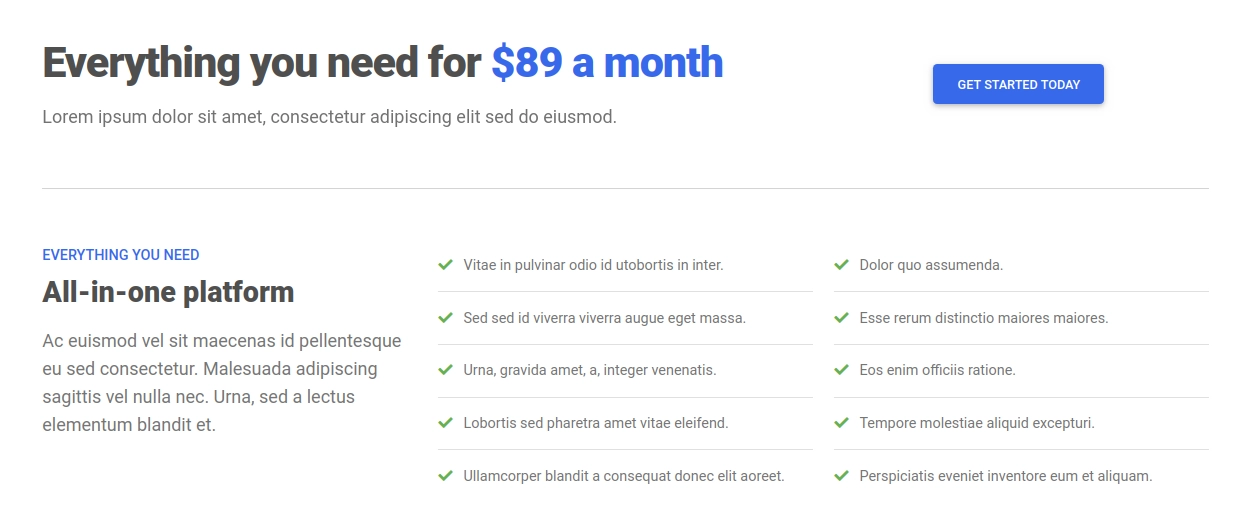 Everything you need for $89 a month
Lorem ipsum dolor sit amet, consectetur adipiscing elit sed do eiusmod.
GET STARTED TODAY
EVERYTHING YOU NEED
All-in-one platform
Ac euismod vel sit maecenas id pellentesque
eu sed consectetur. Malesuada adipiscing
sagittis vel nulla nec. Urna, sed a lectus
elementum blandit et.
Vitae in pulvinar odio id utobortis in inter.
Sed sed id viverra viverra augue eget massa.
Urna, gravida amet, a, integer venenatis.
Lobortis sed pharetra amet vitae eleifend.
Ullamcorper blandit a consequat donec elit aoreet.
Dolor quo assumenda.
Esse rerum distinctio maiores maiores.
Eos enim officiis ratione.
Tempore molestiae aliquid excepturi.
Perspiciatis eveniet inventore eum et aliquam.